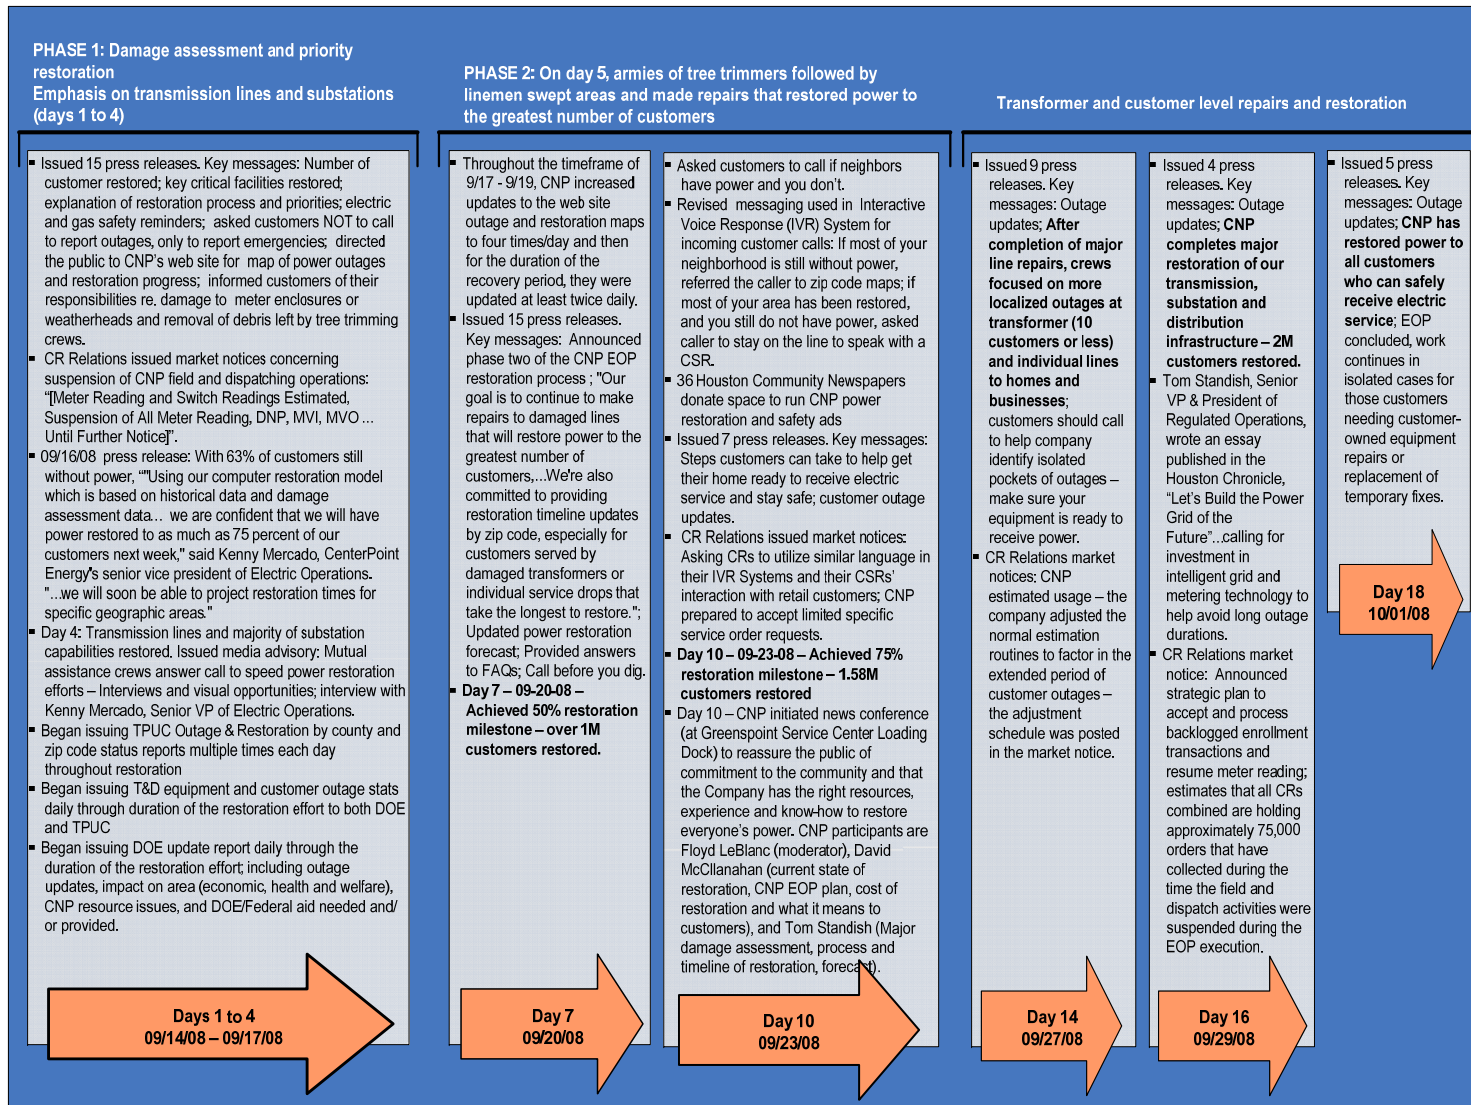 PHASE 1: Damage assessment and priority
restoration
Emphasis on transmission lines and substations
(days 1 to 4)
▪ Issued 15 press releases. Key messages: Number of
customer restored; key critical facilities restored;
explanation of restoration process and priorities; electric
and gas safety reminders; asked customers NOT to call
to report outages, only to report emergencies; directed
the public to CNP's web site for map of power outages
and restoration progress; informed customers of their
responsibilities re. damage to meter enclosures or
weatherheads and removal of debris left by tree trimming
crews.
▪ CR Relations issued market notices concerning
suspension of CNP field and dispatching operations:
"[Meter Reading and Switch Readings Estimated,
Suspension of All Meter Reading, DNP, MVI, MVO ...
Until Further Notice]".
▪ 09/16/08 press release: With 63% of customers still
without power, ""Using our computer restoration model
which is based on historical data and damage
assessment data... we are confident that we will have
power restored to as much as 75 percent of our
customers next week," said Kenny Mercado, CenterPoint
Energy's senior vice president of Electric Operations.
"...we will soon be able to project restoration times for
specific geographic areas."
▪ Day 4: Transmission lines and majority of substation
capabilities restored. Issued media advisory: Mutual
assistance crews answer call to speed power restoration
efforts – Interviews and visual opportunities; interview with
Kenny Mercado, Senior VP of Electric Operations.
▪ Began issuing TPUC Outage & Restoration by county and
zip code status reports multiple times each day
throughout restoration
▪ Began issuing T&D equipment and customer outage stats
daily through duration of the restoration effort to both DOE
and TPUC
▪ Began issuing DOE update report daily through the
duration of the restoration effort; including outage
updates, impact on area (economic, health and welfare),
CNP resource issues, and DOE/Federal aid needed and/
or provided.
Days 1 to 4
09/14/08 – 09/17/08
PHASE 2: On day 5, armies of tree trimmers followed by
linemen swept areas and made repairs that restored power to
the greatest number of customers
▪ Throughout the timeframe of
9/17 - 9/19, CNP increased
updates to the web site
outage and restoration maps
to four times/day and then
for the duration of the
recovery period, they were
updated at least twice daily.
▪ Issued 15 press releases.
Key messages: Announced
phase two of the CNP EOP
restoration process ; "Our
goal is to continue to make
repairs to damaged lines
that will restore power to the
greatest number of
customers,...We're also
committed to providing
restoration timeline updates
by zip code, especially for
customers served by
damaged transformers or
individual service drops that
take the longest to restore.";
Updated power restoration
forecast; Provided answers
to FAQs; Call before you dig.
▪ Day 7 – 09-20-08 –
Achieved 50% restoration
milestone – over 1M
customers restored.
Day 7
09/20/08
▪ Asked customers to call if neighbors
have power and you don't.
▪ Revised messaging used in Interactive
Voice Response (IVR) System for
incoming customer calls: If most of your
neighborhood is still without power,
referred the caller to zip code maps; if
most of your area has been restored,
and you still do not have power, asked
caller to stay on the line to speak with a
CSR.
▪ 36 Houston Community Newspapers
donate space to run CNP power
restoration and safety ads
▪ Issued 7 press releases. Key messages:
Steps customers can take to help get
their home ready to receive electric
service and stay safe; customer outage
updates.
▪ CR Relations issued market notices:
Asking CRs to utilize similar language in
their IVR Systems and their CSRs'
interaction with retail customers; CNP
prepared to accept limited specific
service order requests.
▪ Day 10 – 09-23-08 – Achieved 75%
restoration milestone – 1.58M
customers restored
▪ Day 10 – CNP initiated news conference
(at Greenspoint Service Center Loading
Dock) to reassure the public of
commitment to the community and that
the Company has the right resources,
experience and know-how to restore
everyone's power. CNP participants are
Floyd LeBlanc (moderator), David
McCllanahan (current state of
restoration, CNP EOP plan, cost of
restoration and what it means to
customers), and Tom Standish (Major
damage assessment, process and
timeline of restoration, forecast).
Day 10
09/23/08
Transformer and customer level repairs and restoration
▪ Issued 9 press
releases. Key
messages: Outage
updates; After
completion of major
line repairs, crews
focused on more
localized outages at
transformer (10
customers or less)
and individual lines
to homes and
businesses;
customers should call
to help company
identify isolated
pockets of outages –
make sure your
equipment is ready to
receive power.
▪ CR Relations market
notices: CNP
estimated usage – the
company adjusted the
normal estimation
routines to factor in the
extended period of
customer outages –
the adjustment
schedule was posted
in the market notice.
Day 14
09/27/08
▪ Issued 4 press
releases. Key
messages: Outage
updates; CNP
completes major
restoration of our
transmission,
substation and
distribution
infrastructure – 2M
customers restored.
▪ Tom Standish, Senior
VP & President of
Regulated Operations,
wrote an essay
published in the
Houston Chronicle,
"Let's Build the Power
Grid of the
Future"...calling for
investment in
intelligent grid and
metering technology to
help avoid long outage
durations.
▪ CR Relations market
notice: Announced
strategic plan to
accept and process
backlogged enrollment
transactions and
resume meter reading;
estimates that all CRs
combined are holding
approximately 75,000
orders that have
collected during the
time the field and
dispatch activities were
suspended during the
EOP execution.
Day 16
09/29/08
▪ Issued 5 press
releases. Key
messages: Outage
updates; CNP has
restored power to
all customers
who can safely
receive electric
service; EOP
concluded, work
continues in
isolated cases for
those customers
needing customer-
owned equipment
repairs or
replacement of
temporary fixes.
Day 18
10/01/08